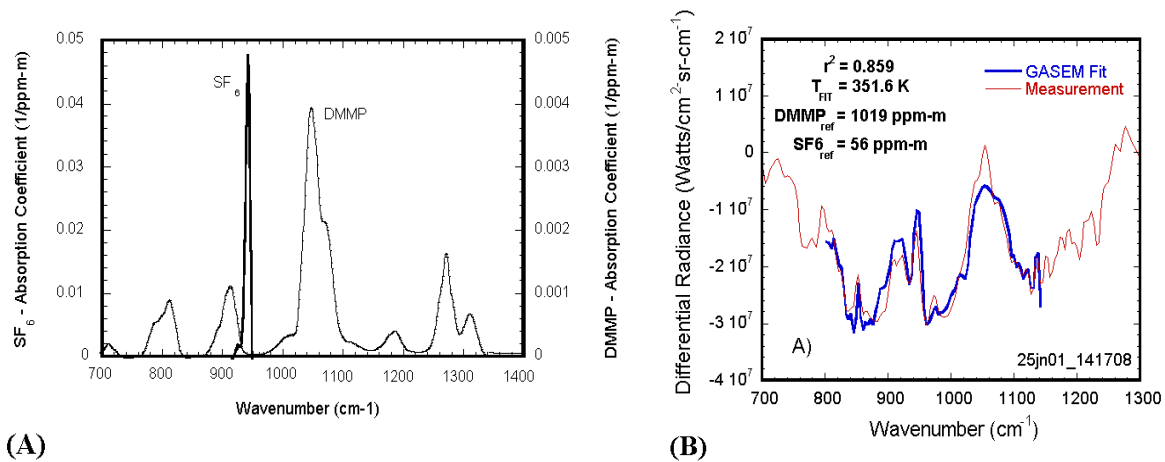 0.05
0.04
0.03
0.02
0.01
0
SF6 - Absorption Coefficient (1/ppm-m)
SF6
DMMP
0.005
0.004
0.003
0.002
0.001
0
DMMP - Absorption Coefficient (1/ppm-m)
700 800 900 1000 1100 1200 1300 1400
Wavenumber (cm-1)
(A)
2 10^7
1 10^7
0
-1 10^7
-2 10^7
-3 10^7
-4 10^7
Differential Radiance (Watts/cm^2-sr-cm^-1)
r^2 = 0.859
T_FIT = 351.6 K
DMMP_ref = 1019 ppm-m
SF6_ref = 56 ppm-m
GASEM Fit
Measurement
A)
25jn01_141708
700 800 900 1000 1100 1200 1300
Wavenumber (cm^-1)
(B)